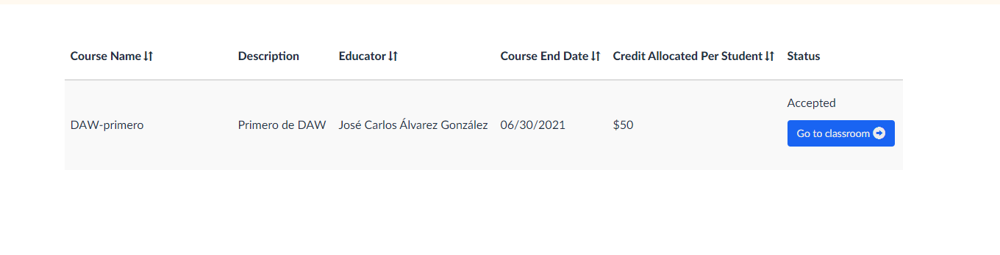 Course Name Description Educator Course End Date Credit Allocated Per Student Status
Accepted
DAW-primero Primero de DAW José Carlos Álvarez González 06/30/2021 $50
Go to classroom